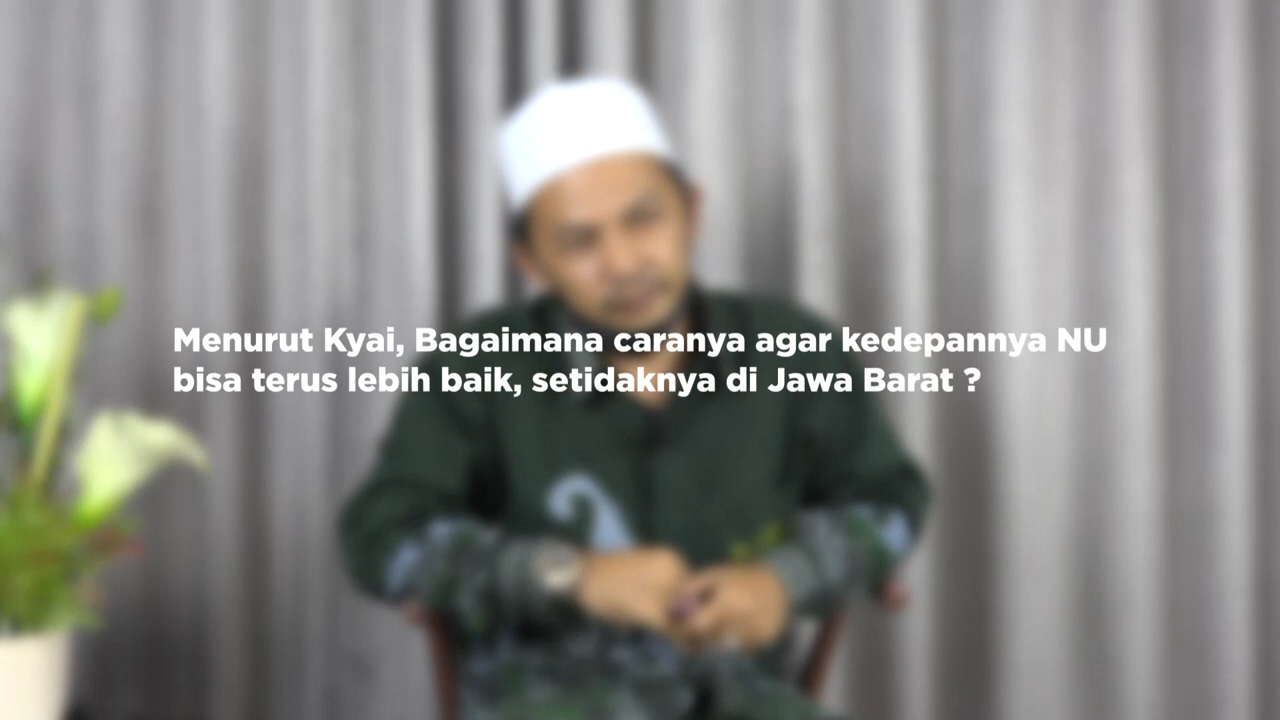 Menurut Kyai, Bagaimana caranya agar kedepannya NU
bisa terus lebih baik, setidaknya di Jawa Barat ?